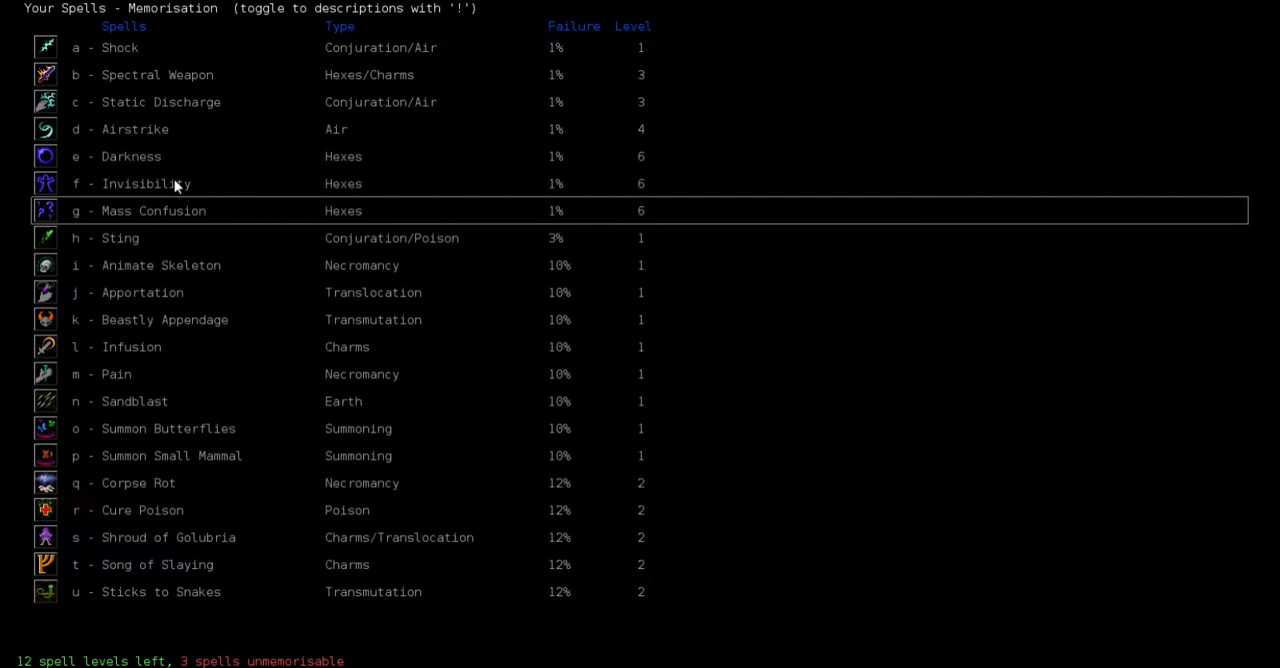 Your Spells - Memorisation  (toggle to descriptions with '!')
Spells Type Failure Level
a - Shock Conjuration/Air 1% 1
b - Spectral Weapon Hexes/Charms 1% 3
c - Static Discharge Conjuration/Air 1% 3
d - Airstrike Air 1% 4
e - Darkness Hexes 1% 6
f - Invisibility Hexes 1% 6
g - Mass Confusion Hexes 1% 6
h - Sting Conjuration/Poison 3% 1
i - Animate Skeleton Necromancy 10% 1
j - Apportation Translocation 10% 1
k - Beastly Appendage Transmutation 10% 1
l - Infusion Charms 10% 1
m - Pain Necromancy 10% 1
n - Sandblast Earth 10% 1
o - Summon Butterflies Summoning 10% 1
p - Summon Small Mammal Summoning 10% 1
q - Corpse Rot Necromancy 12% 2
r - Cure Poison Poison 12% 2
s - Shroud of Golubria Charms/Translocation 12% 2
t - Song of Slaying Charms 12% 2
u - Sticks to Snakes Transmutation 12% 2
12 spell levels left, 3 spells unmemorisable